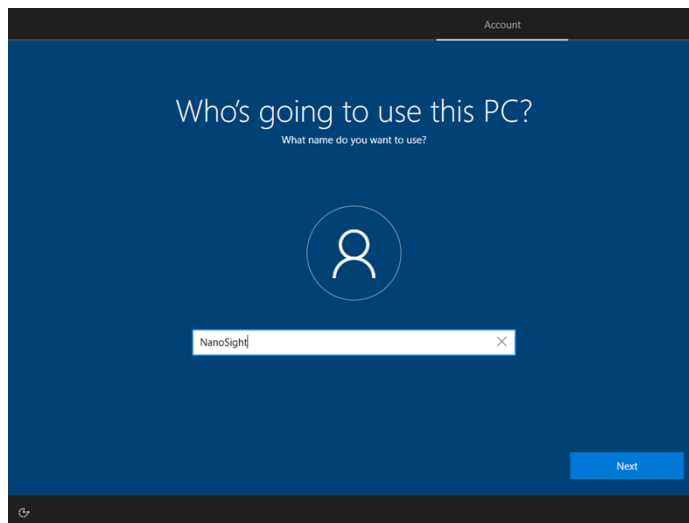 Account
Who's going to use this PC?
What name do you want to use?
NanoSight
Next